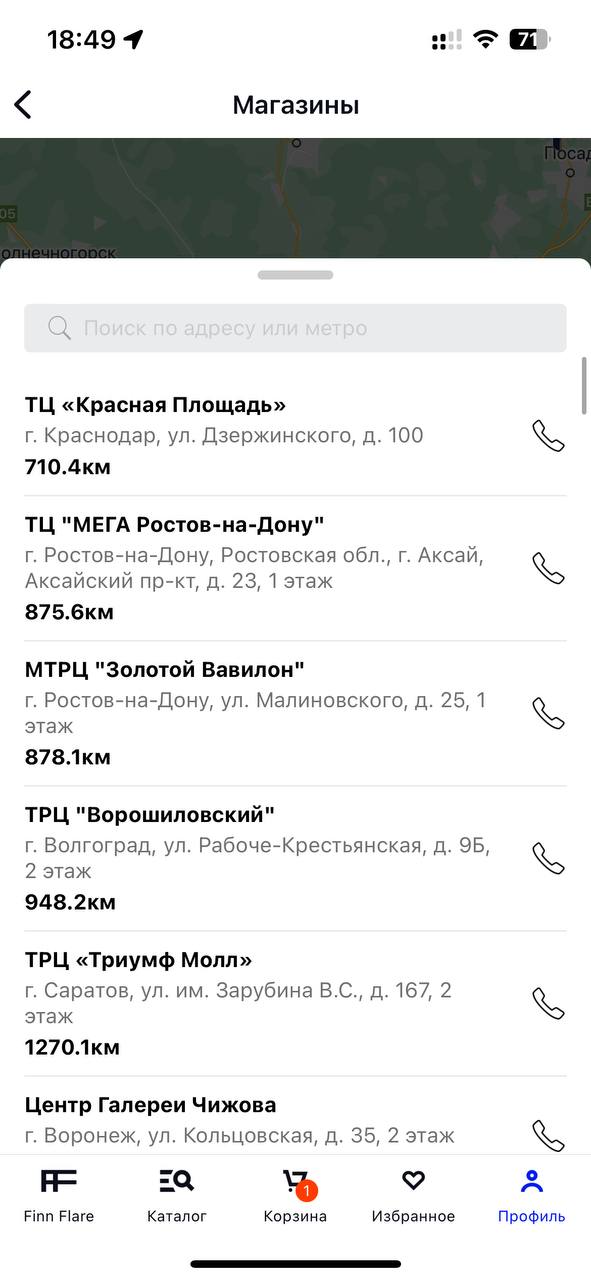 18:49
71
Магазины
Посад
05
олнечногорск
Поиск по адресу или метро
ТЦ «Красная Площадь»
г. Краснодар, ул. Дзержинского, д. 100
710.4км
ТЦ "МЕГА Ростов-на-Дону"
г. Ростов-на-Дону, Ростовская обл., г. Аксай,
Аксайский пр-кт, д. 23, 1 этаж
875.6км
МТРЦ "Золотой Вавилон"
г. Ростов-на-Дону, ул. Малиновского, д. 25, 1
этаж
878.1км
ТРЦ "Ворошиловский"
г. Волгоград, ул. Рабоче-Крестьянская, д. 9Б,
2 этаж
948.2км
ТРЦ «Триумф Молл»
г. Саратов, ул. им. Зарубина В.С., д. 167, 2
этаж
1270.1км
Центр Галереи Чижова
г. Воронеж, ул. Кольцовская, д. 35, 2 этаж
1
Finn Flare Каталог Корзина Избранное Профиль